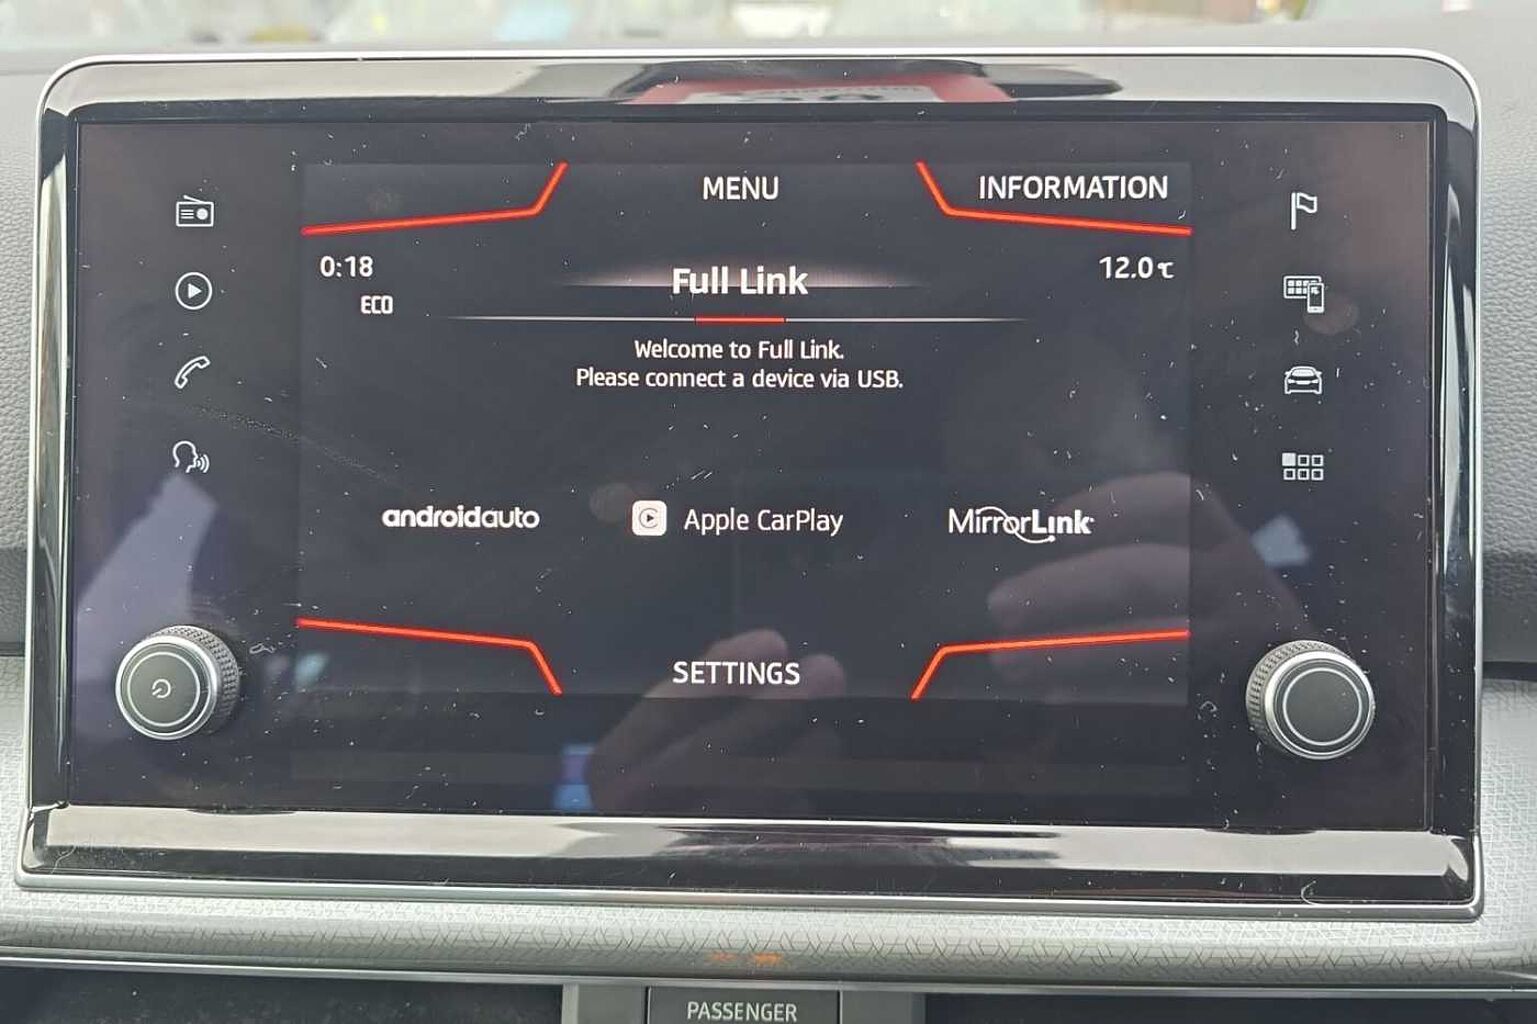 MENU
INFORMATION
0:18
Full Link
12.0℃
ECO
Welcome to Full Link.
Please connect a device via USB.
androidauto
Apple CarPlay
MirrorLink
SETTINGS
PASSENGER